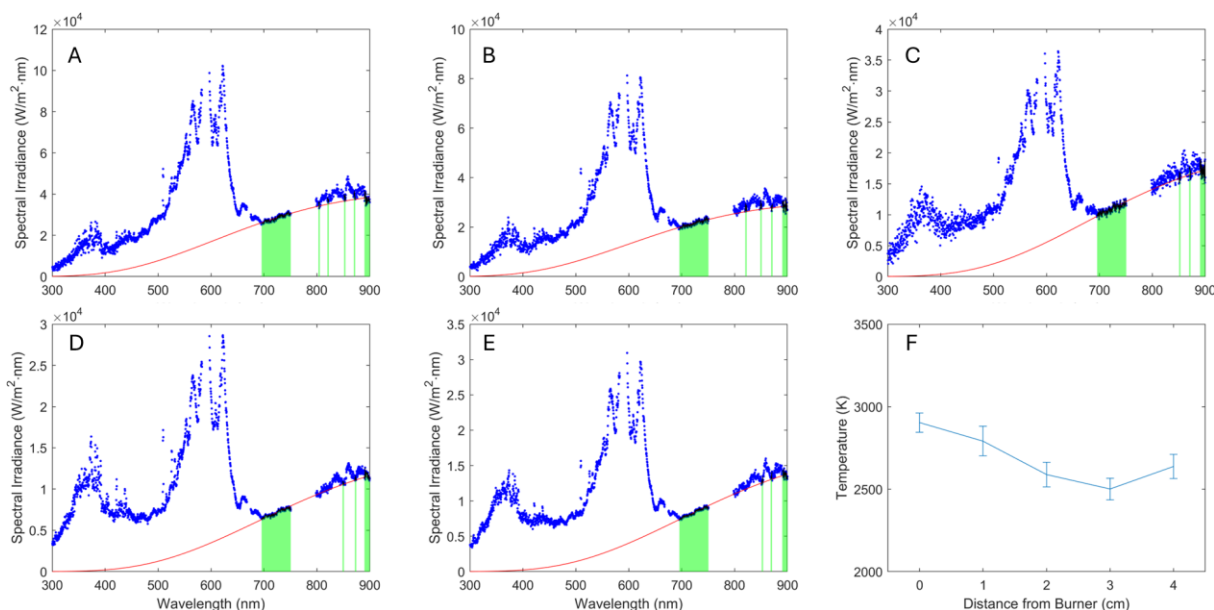 A
×10⁴
Spectral Irradiance (W/m²·nm)
12
10
8
6
4
2
0
300 400 500 600 700 800 900
B
×10⁴
Spectral Irradiance (W/m²·nm)
10
8
6
4
2
0
300 400 500 600 700 800 900
C
×10⁴
Spectral Irradiance (W/m²·nm)
4
3.5
3
2.5
2
1.5
1
0.5
0
300 400 500 600 700 800 900
D
×10⁴
Spectral Irradiance (W/m²·nm)
3
2.5
2
1.5
1
0.5
0
300 400 500 600 700 800 900
Wavelength (nm)
E
×10⁴
Spectral Irradiance (W/m²·nm)
3.5
3
2.5
2
1.5
1
0.5
0
300 400 500 600 700 800 900
Wavelength (nm)
F
Temperature (K)
3500
3000
2500
2000
0 1 2 3 4
Distance from Burner (cm)